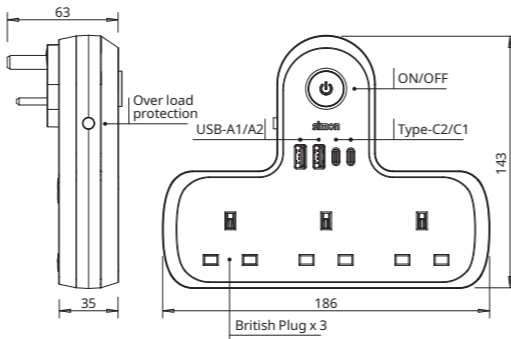 63
ON/OFF
Over load
protection
simon
USB-A1/A2
Type-C2/C1
143
35
186
British Plug x 3